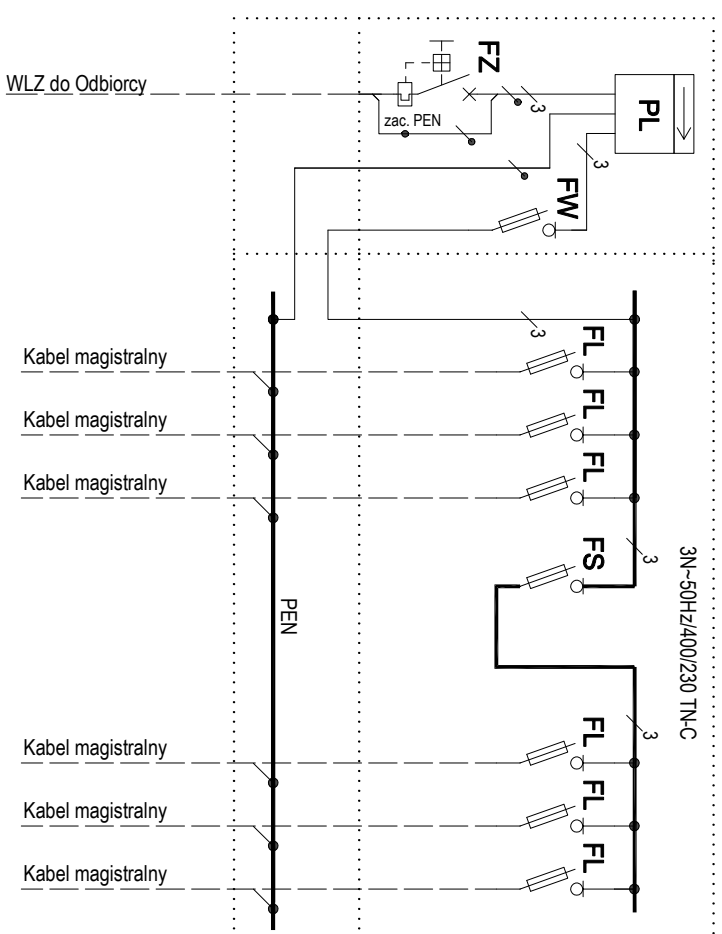 FZ
WLZ do Odbiorcy
zac. PEN
3
PL
3
FW
3
FL
Kabel magistralny
FL
Kabel magistralny
FL
Kabel magistralny
3
FS
3N~50Hz/400/230 TN-C
PEN
3
FL
Kabel magistralny
FL
Kabel magistralny
FL
Kabel magistralny